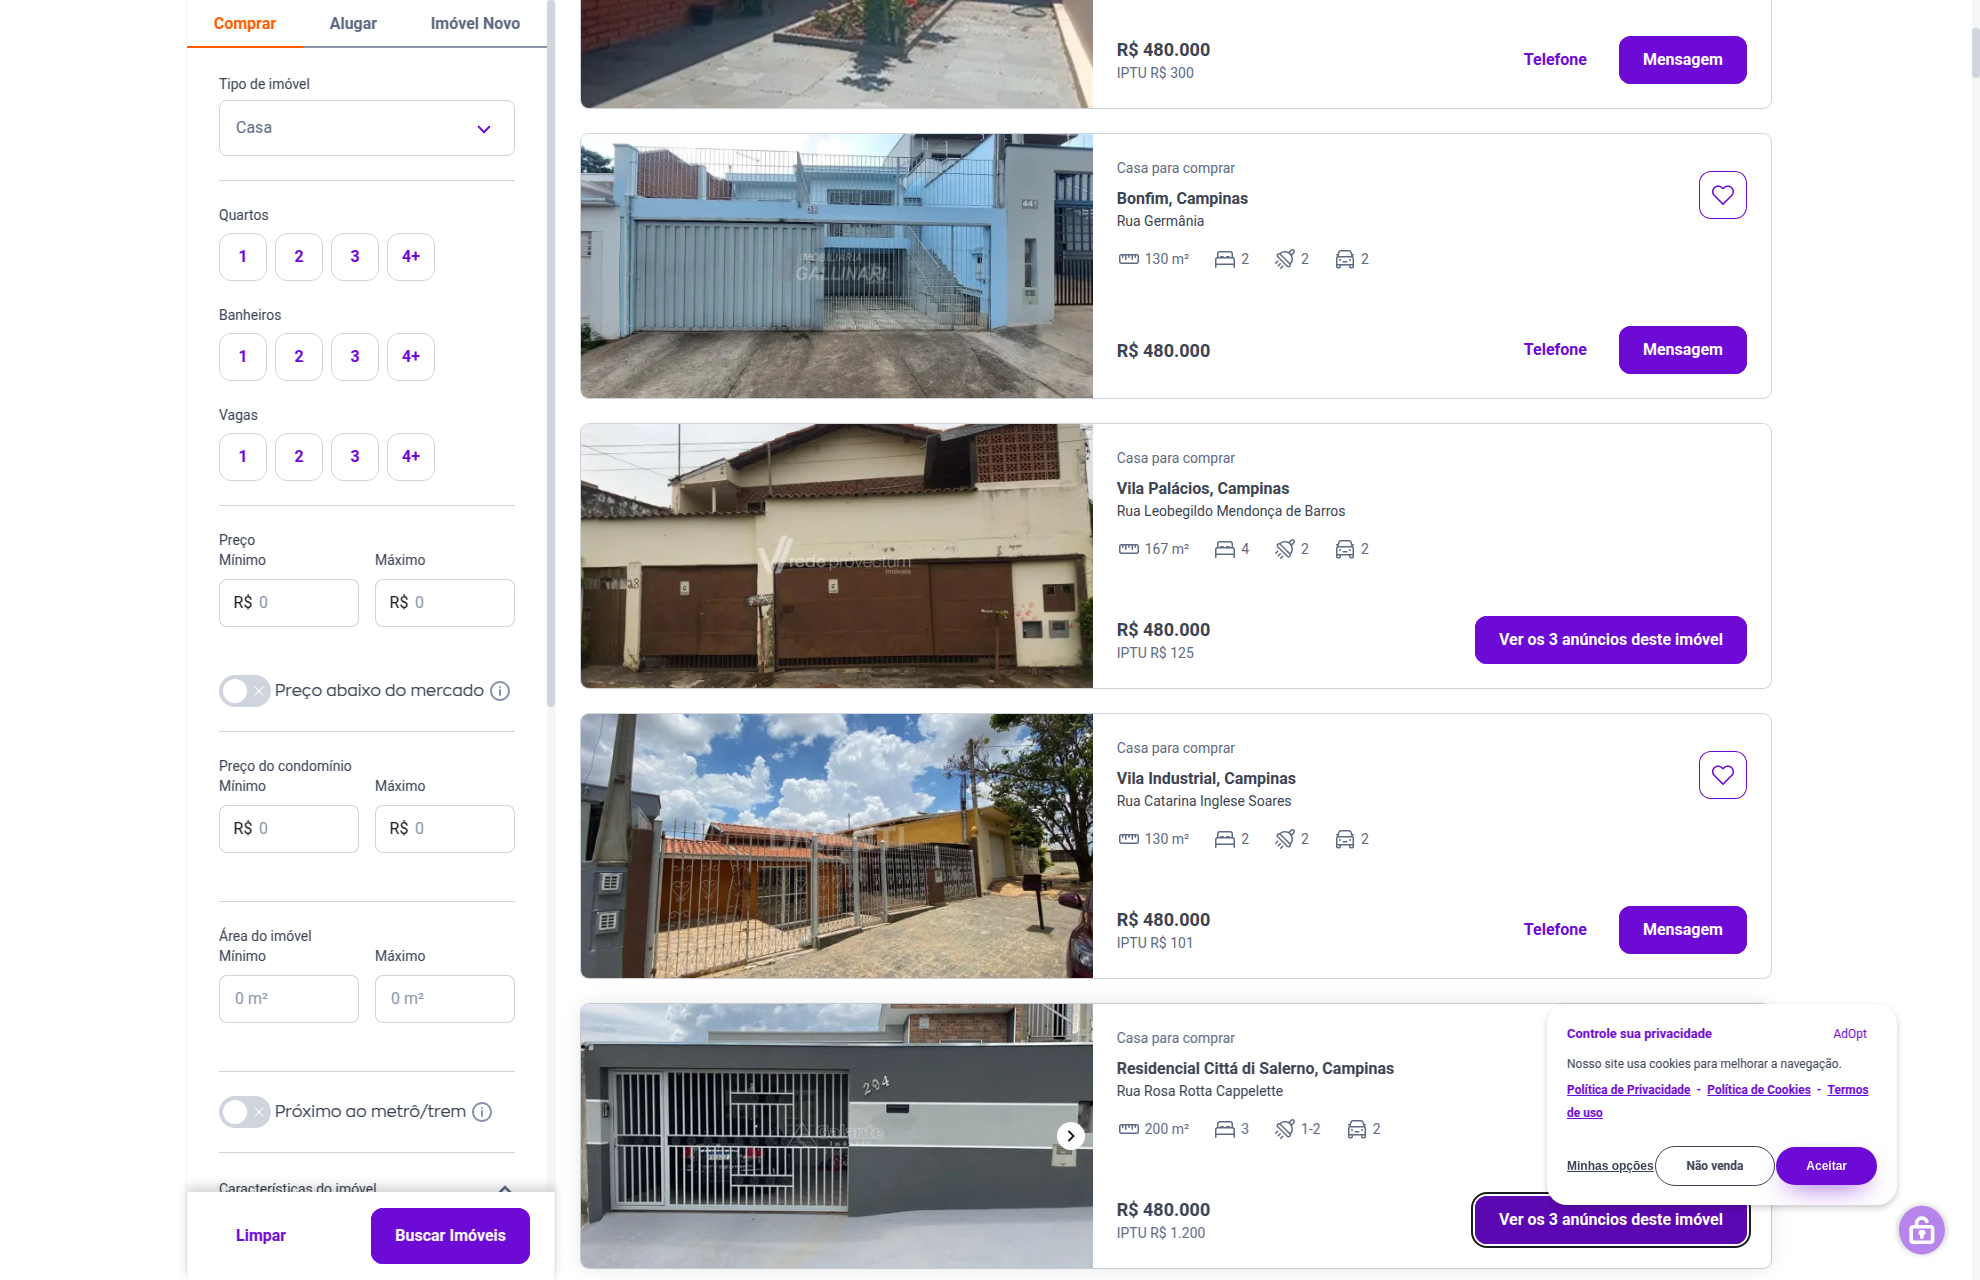 Comprar
Alugar
Imóvel Novo
Tipo de imóvel
Casa
Quartos
1
2
3
4+
Banheiros
1
2
3
4+
Vagas
1
2
3
4+
Preço
Mínimo
Máximo
R$ 0
R$ 0
Preço abaixo do mercado
Preço do condomínio
Mínimo
Máximo
R$ 0
R$ 0
Área do imóvel
Mínimo
Máximo
0 m²
0 m²
Próximo ao metrô/trem
Características do imóvel
Limpar
Buscar Imóveis
R$ 480.000
IPTU R$ 300
Telefone
Mensagem
441
IMOBILIÁRIA
GALLINARI
Casa para comprar
Bonfim, Campinas
Rua Germânia
130 m²
2
2
2
R$ 480.000
Telefone
Mensagem
rede provectum
imóveis
Casa para comprar
Vila Palácios, Campinas
Rua Leobegildo Mendonça de Barros
167 m²
4
2
2
R$ 480.000
IPTU R$ 125
Ver os 3 anúncios deste imóvel
Casa para comprar
Vila Industrial, Campinas
Rua Catarina Inglese Soares
130 m²
2
2
2
R$ 480.000
IPTU R$ 101
Telefone
Mensagem
294
Galante
Casa para comprar
Residencial Cittá di Salerno, Campinas
Rua Rosa Rotta Cappelette
200 m²
3
1-2
2
R$ 480.000
IPTU R$ 1.200
Ver os 3 anúncios deste imóvel
Controle sua privacidade
AdOpt
Nosso site usa cookies para melhorar a navegação.
Política de Privacidade - Política de Cookies - Termos
de uso
Minhas opções
Não venda
Aceitar